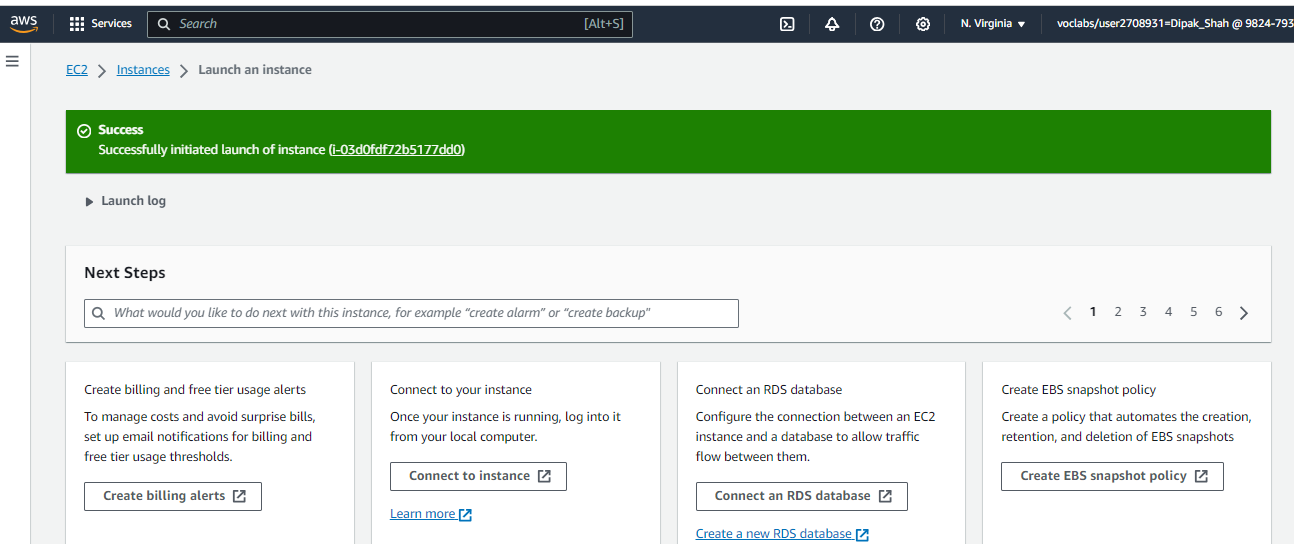 aws
Services
Search
[Alt+S]
N. Virginia
voclabs/user2708931=Dipak_Shah @ 9824-793
EC2
Instances
Launch an instance
Success
Successfully initiated launch of instance (i-03d0fdf72b5177dd0)
Launch log
Next Steps
What would you like to do next with this instance, for example “create alarm” or “create backup”
1 2 3 4 5 6
Create billing and free tier usage alerts
To manage costs and avoid surprise bills,
set up email notifications for billing and
free tier usage thresholds.
Create billing alerts
Connect to your instance
Once your instance is running, log into it
from your local computer.
Connect to instance
Learn more
Connect an RDS database
Configure the connection between an EC2
instance and a database to allow traffic
flow between them.
Connect an RDS database
Create a new RDS database
Create EBS snapshot policy
Create a policy that automates the creation,
retention, and deletion of EBS snapshots
Create EBS snapshot policy